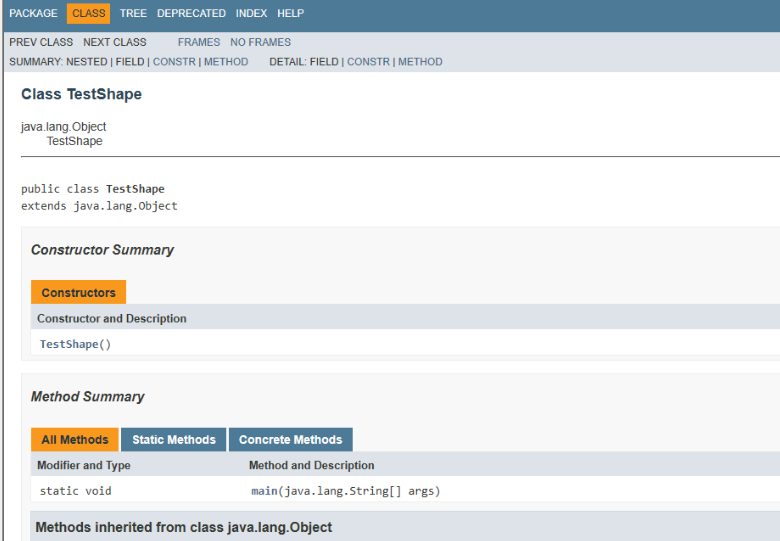 PACKAGE CLASS TREE DEPRECATED INDEX HELP
PREV CLASS NEXT CLASS FRAMES NO FRAMES
SUMMARY: NESTED | FIELD | CONSTR | METHOD DETAIL: FIELD | CONSTR | METHOD
Class TestShape
java.lang.Object
TestShape
public class TestShape
extends java.lang.Object
Constructor Summary
Constructors
Constructor and Description
TestShape()
Method Summary
All Methods Static Methods Concrete Methods
Modifier and Type Method and Description
static void main(java.lang.String[] args)
Methods inherited from class java.lang.Object